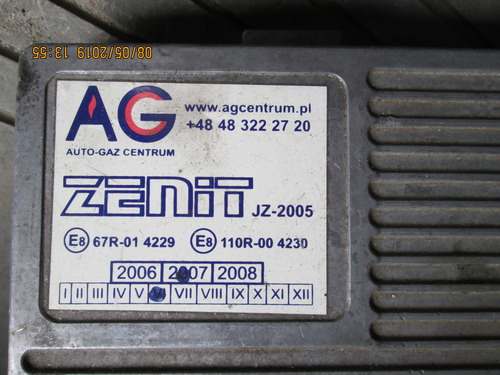 08/05/2019 13:55
AG
www.agcentrum.pl
+48 48 322 27 20
AUTO-GAZ CENTRUM
ZENIT JZ-2005
E8 67R-01 4229 E8 110R-00 4230
2006 2007 2008
I II III IV V VI VII VIII IX X XI XII